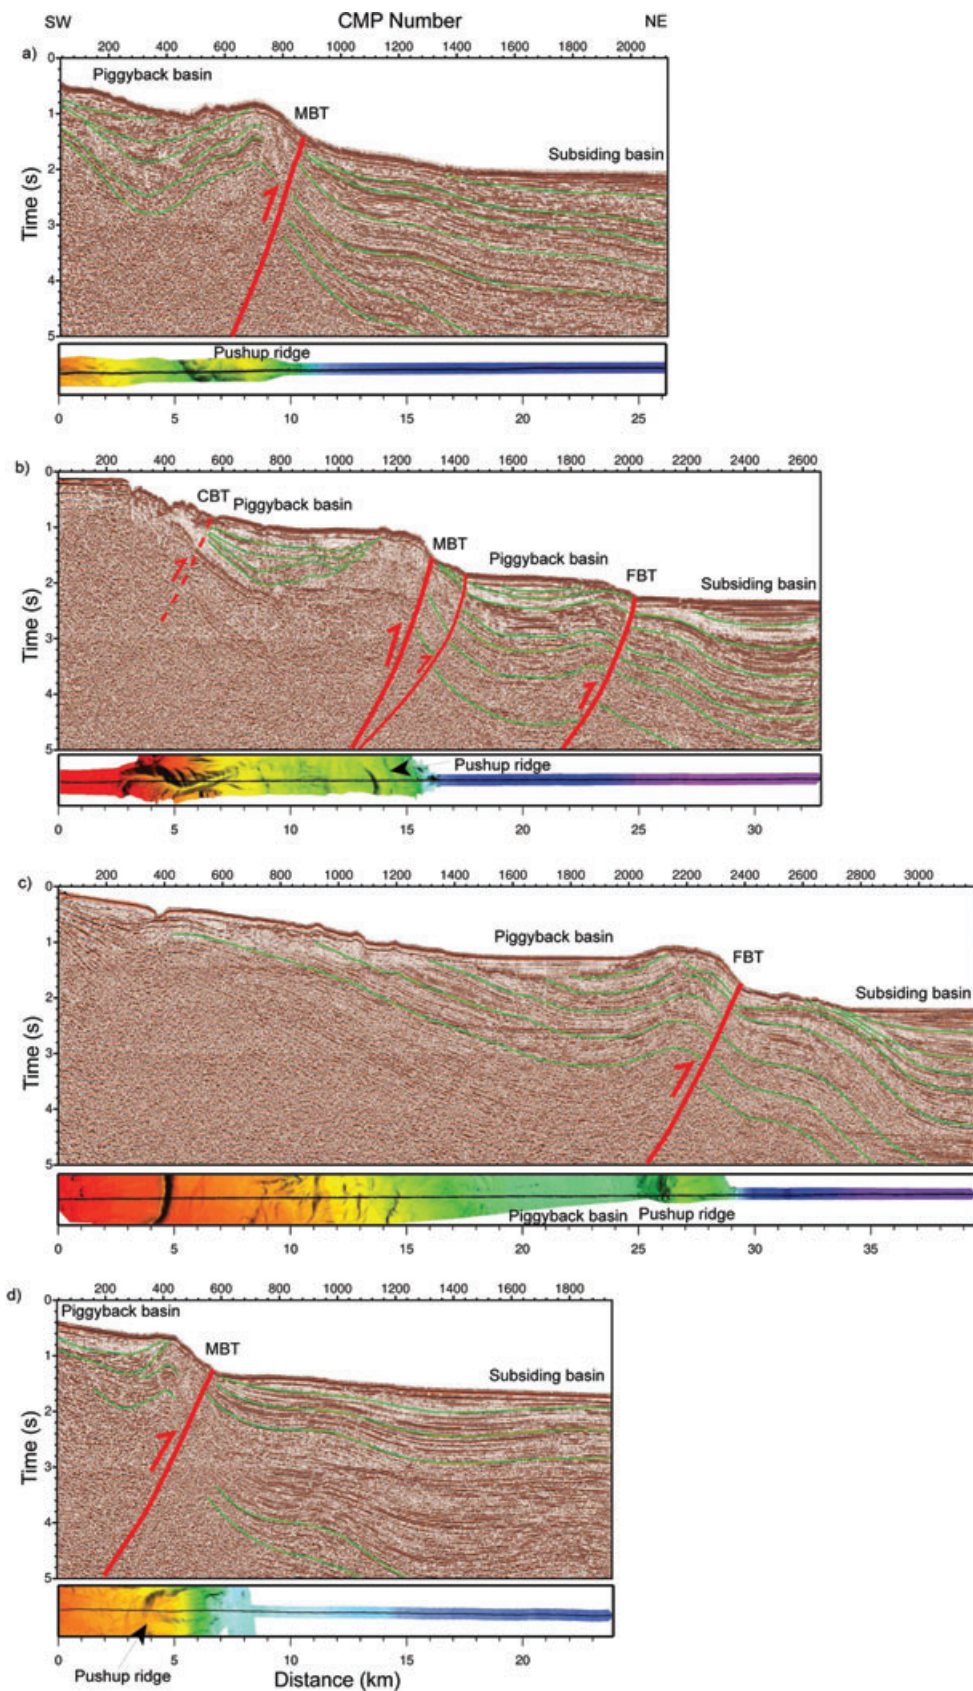 SW CMP Number NE
200 400 600 800 1000 1200 1400 1600 1800 2000
a)
0
Piggyback basin
MBT
1
Subsiding basin
2
Time (s)
3
4
5
Pushup ridge
0 5 10 15 20 25
200 400 600 800 1000 1200 1400 1600 1800 2000 2200 2400 2600
b)
0
CBT
Piggyback basin
1
MBT
Piggyback basin
FBT
Subsiding basin
2
Time (s)
3
4
5
Pushup ridge
0 5 10 15 20 25 30
200 400 600 800 1000 1200 1400 1600 1800 2000 2200 2400 2600 2800 3000
c)
0
Piggyback basin
1
FBT
Subsiding basin
2
Time (s)
3
4
5
Piggyback basin Pushup ridge
0 5 10 15 20 25 30 35
200 400 600 800 1000 1200 1400 1600 1800
d)
0
Piggyback basin
MBT
1
Subsiding basin
2
Time (s)
3
4
5
Pushup ridge
0 5 10 15 20
Distance (km)